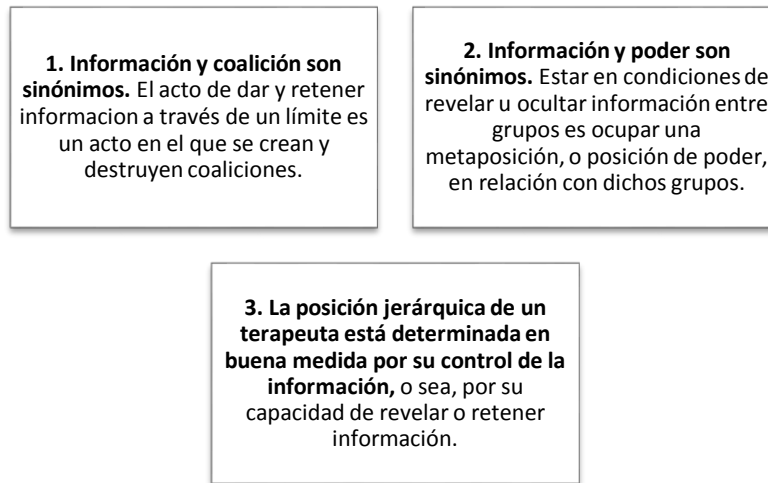 1. Información y coalición son
sinónimos. El acto de dar y retener
informacion a través de un límite es
un acto en el que se crean y
destruyen coaliciones.
2. Información y poder son
sinónimos. Estar en condiciones de
revelar u ocultar información entre
grupos es ocupar una
metaposición, o posición de poder,
en relación con dichos grupos.
3. La posición jerárquica de un
terapeuta está determinada en
buena medida por su control de la
información, o sea, por su
capacidad de revelar o retener
información.